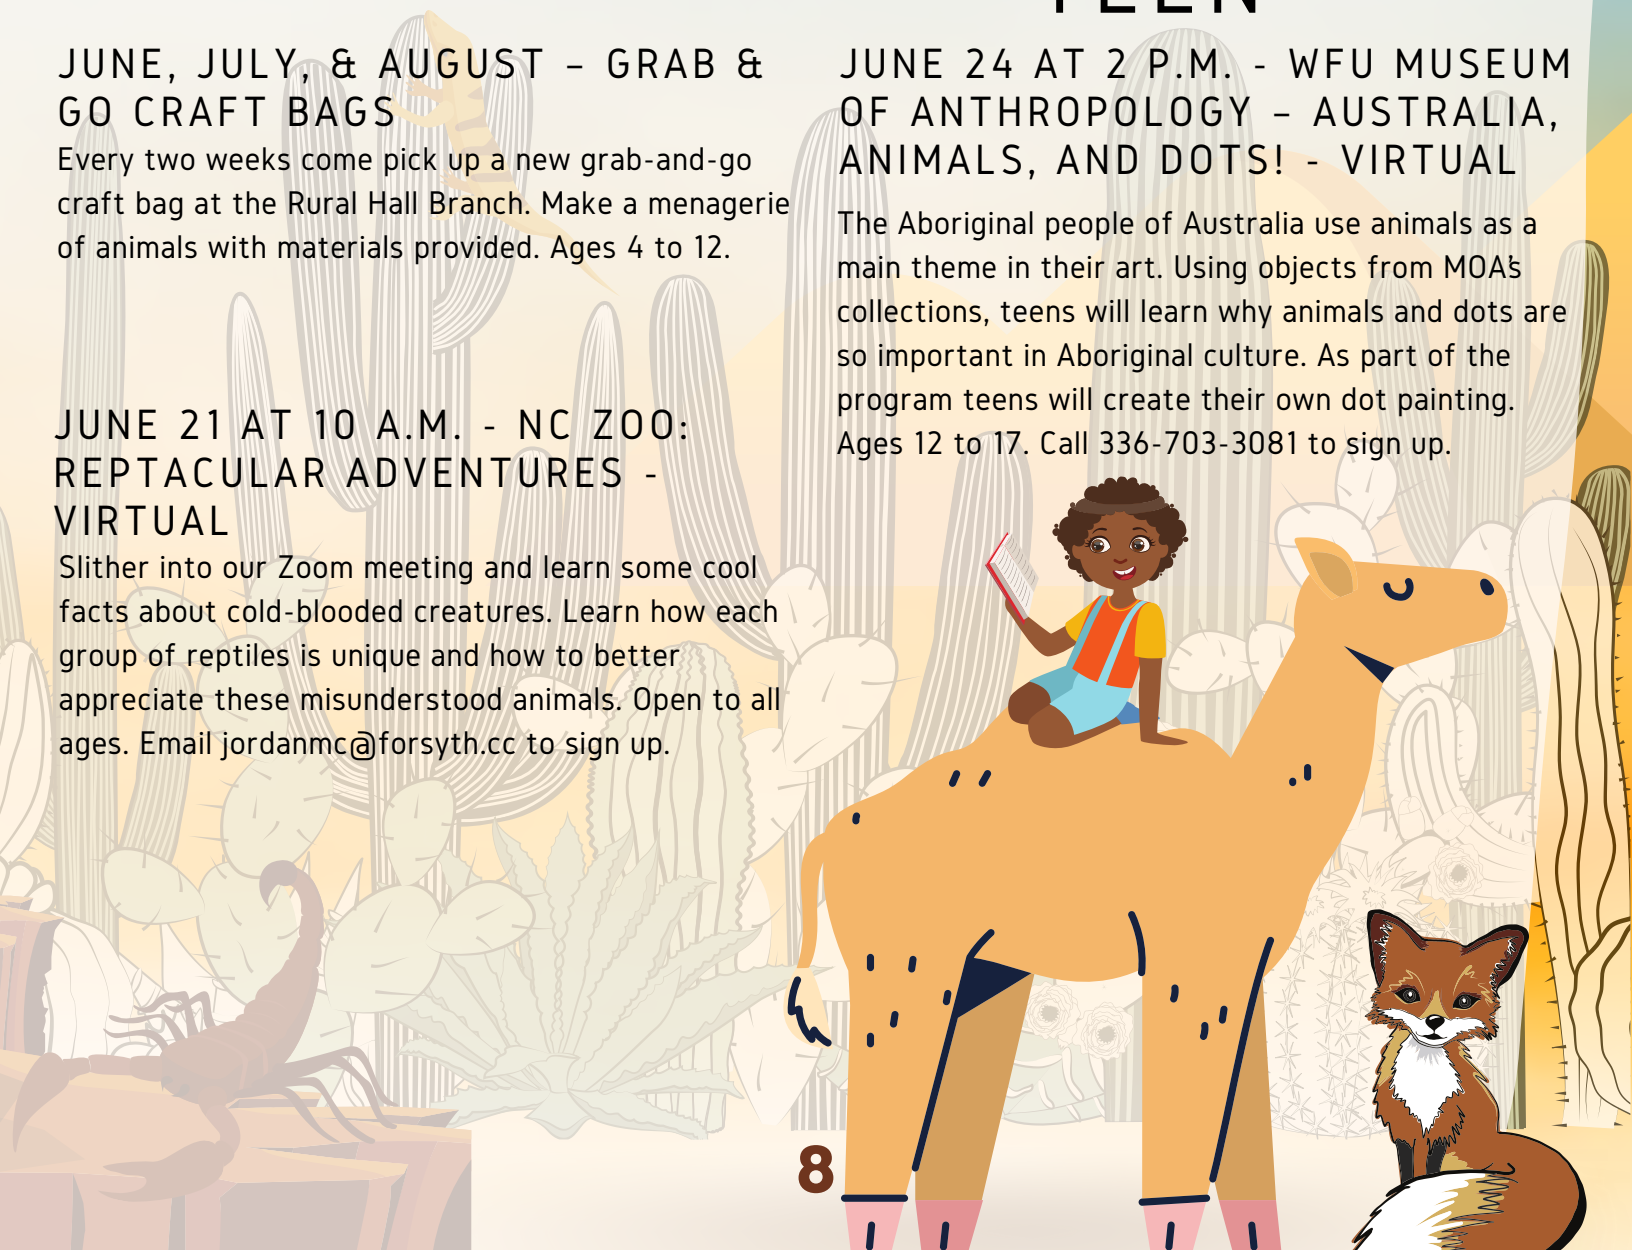 JUNE, JULY, & AUGUST – GRAB &
GO CRAFT BAGS
Every two weeks come pick up a new grab-and-go
craft bag at the Rural Hall Branch. Make a menagerie
of animals with materials provided. Ages 4 to 12.
JUNE 21 AT 10 A.M. - NC ZOO:
REPTACULAR ADVENTURES -
VIRTUAL
Slither into our Zoom meeting and learn some cool
facts about cold-blooded creatures. Learn how each
group of reptiles is unique and how to better
appreciate these misunderstood animals. Open to all
ages. Email jordanmc@forsyth.cc to sign up.
TEEN
JUNE 24 AT 2 P.M. - WFU MUSEUM
OF ANTHROPOLOGY – AUSTRALIA,
ANIMALS, AND DOTS! - VIRTUAL
The Aboriginal people of Australia use animals as a
main theme in their art. Using objects from MOA's
collections, teens will learn why animals and dots are
so important in Aboriginal culture. As part of the
program teens will create their own dot painting.
Ages 12 to 17. Call 336-703-3081 to sign up.
8